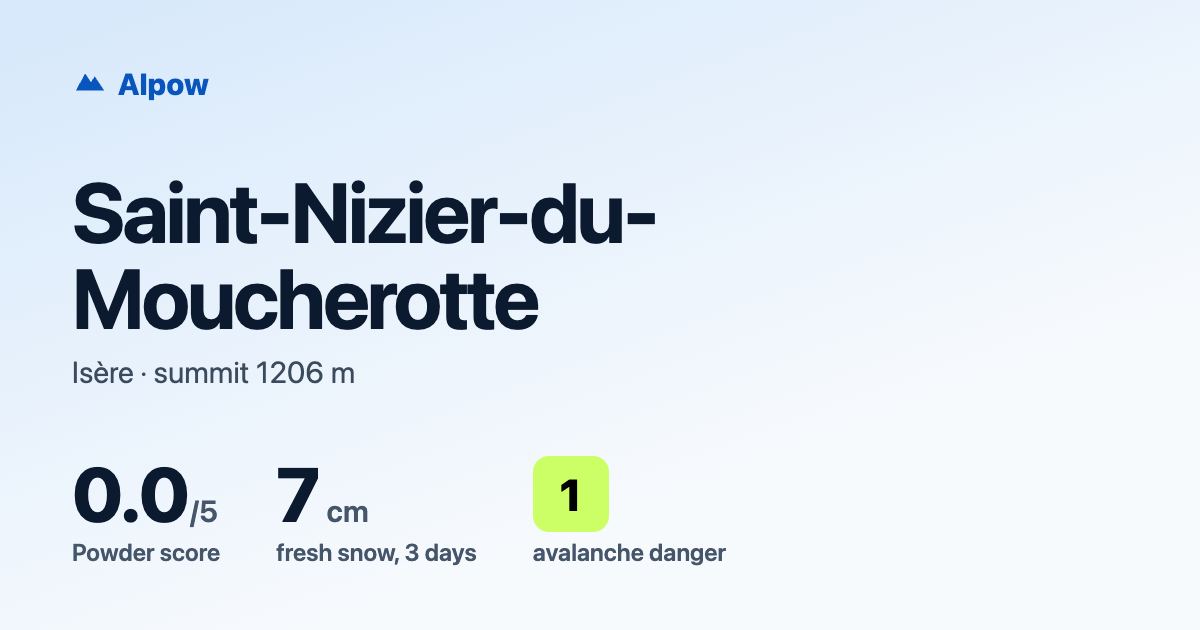 Alpow
Saint-Nizier-du-
Moucherotte
Isère · summit 1206 m
0.0/5
7 cm
1
Powder score
fresh snow, 3 days
avalanche danger